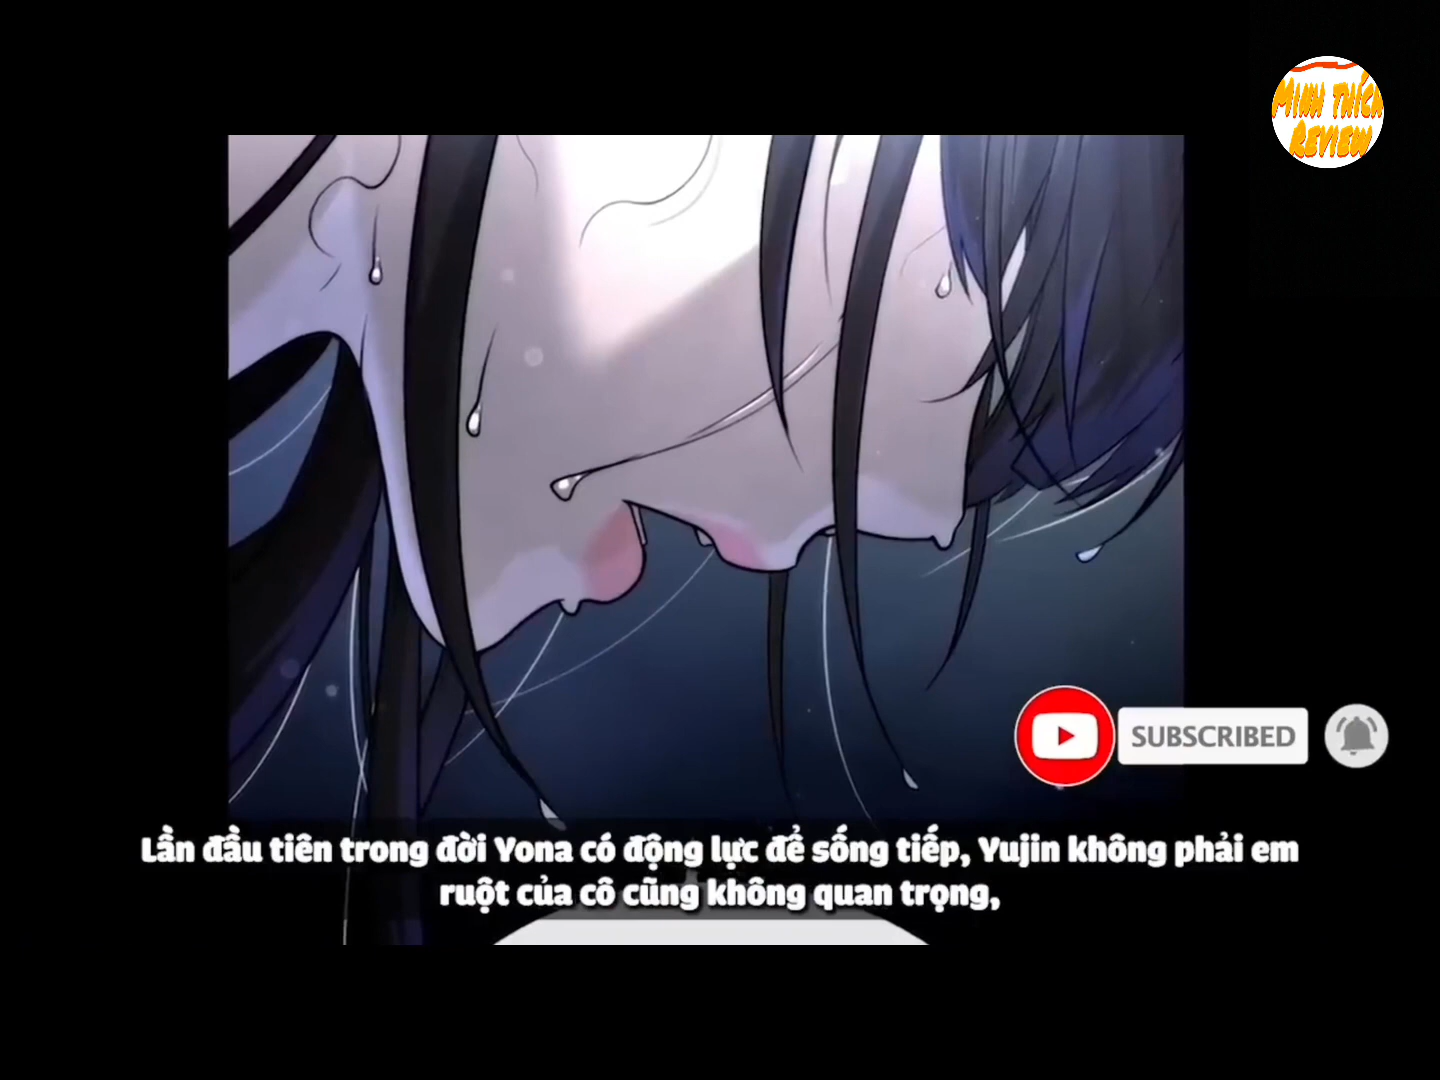 MINH THÍCH
REVIEW
SUBSCRIBED
Lần đầu tiên trong đời Yona có động lực để sống tiếp, Yujin không phải em
ruột của cô cũng không quan trọng,